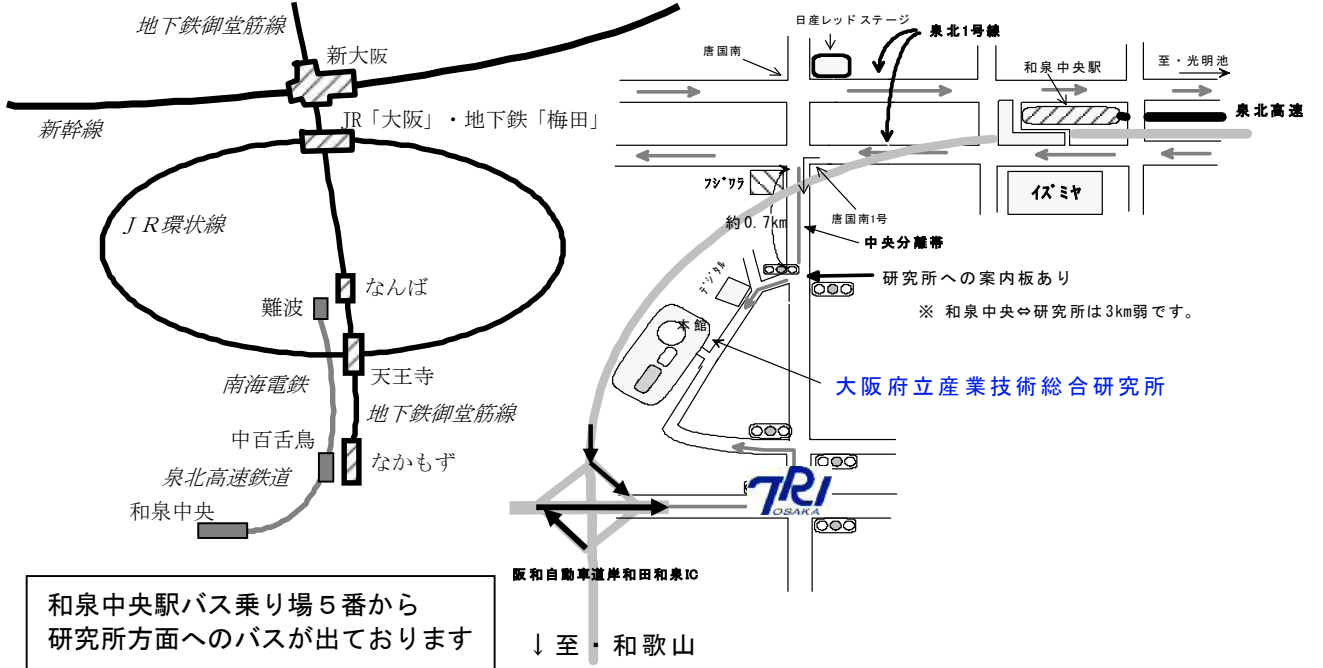 地下鉄御堂筋線
新大阪
新幹線
JR「大阪」・地下鉄「梅田」
ＪＲ環状線
なんば
難波
南海電鉄
天王寺
地下鉄御堂筋線
中百舌鳥
なかもず
泉北高速鉄道
和泉中央
和泉中央駅バス乗り場５番から
研究所方面へのバスが出ております
日産レッドステージ
泉北1号線
唐国南
和泉中央駅
至・光明池
泉北高速
フジワラ
イズミヤ
約0.7km
唐国南1号
中央分離帯
デジタル
研究所への案内板あり
※ 和泉中央⇔研究所は3km弱です。
本館
大阪府立産業技術総合研究所
TRI
OSAKA
阪和自動車道岸和田和泉IC
↓至・和歌山